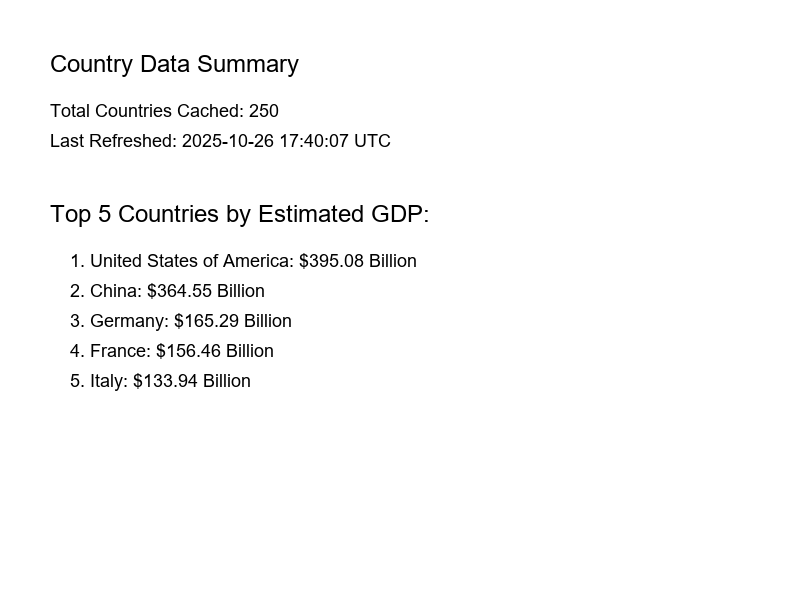 Country Data Summary
Total Countries Cached: 250
Last Refreshed: 2025-10-26 17:40:07 UTC
Top 5 Countries by Estimated GDP:
1. United States of America: $395.08 Billion
2. China: $364.55 Billion
3. Germany: $165.29 Billion
4. France: $156.46 Billion
5. Italy: $133.94 Billion